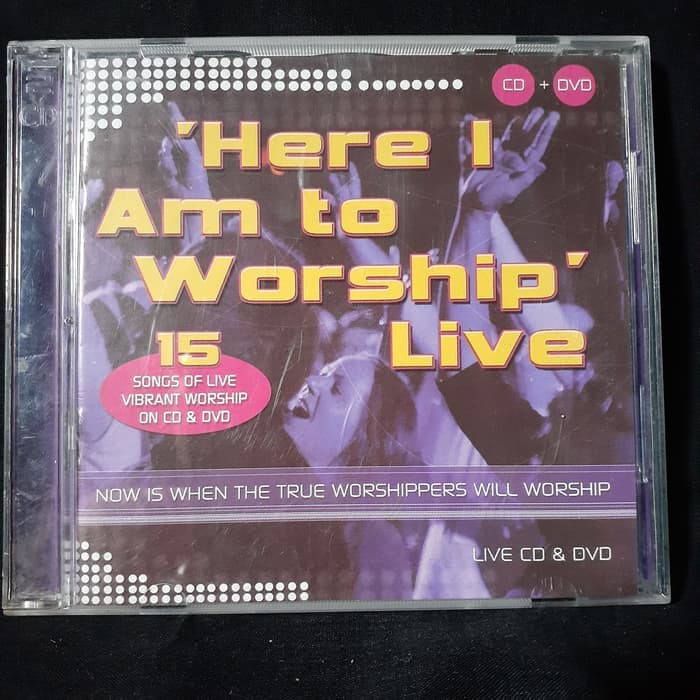 CD + DVD
'Here I
Am to
Worship'
Live
15
SONGS OF LIVE
VIBRANT WORSHIP
ON CD & DVD
NOW IS WHEN THE TRUE WORSHIPPERS WILL WORSHIP
LIVE CD & DVD